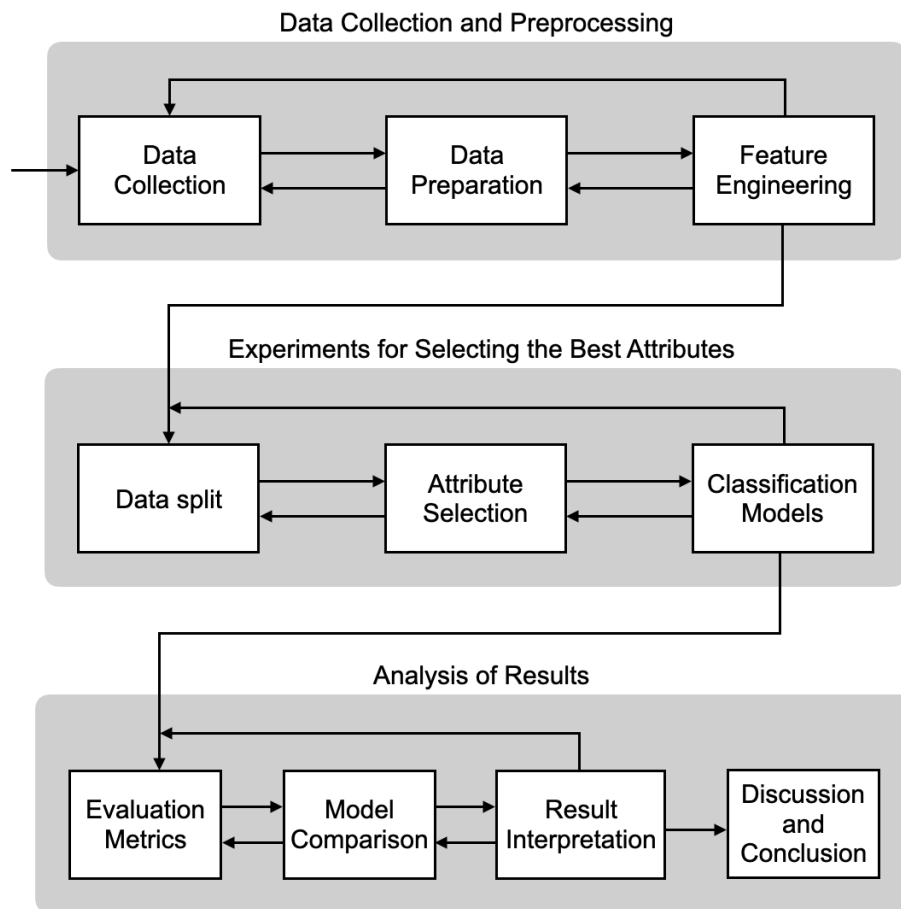 Data Collection and Preprocessing
Data
Collection
Data
Preparation
Feature
Engineering
Experiments for Selecting the Best Attributes
Data split
Attribute
Selection
Classification
Models
Analysis of Results
Evaluation
Metrics
Model
Comparison
Result
Interpretation
Discussion
and
Conclusion